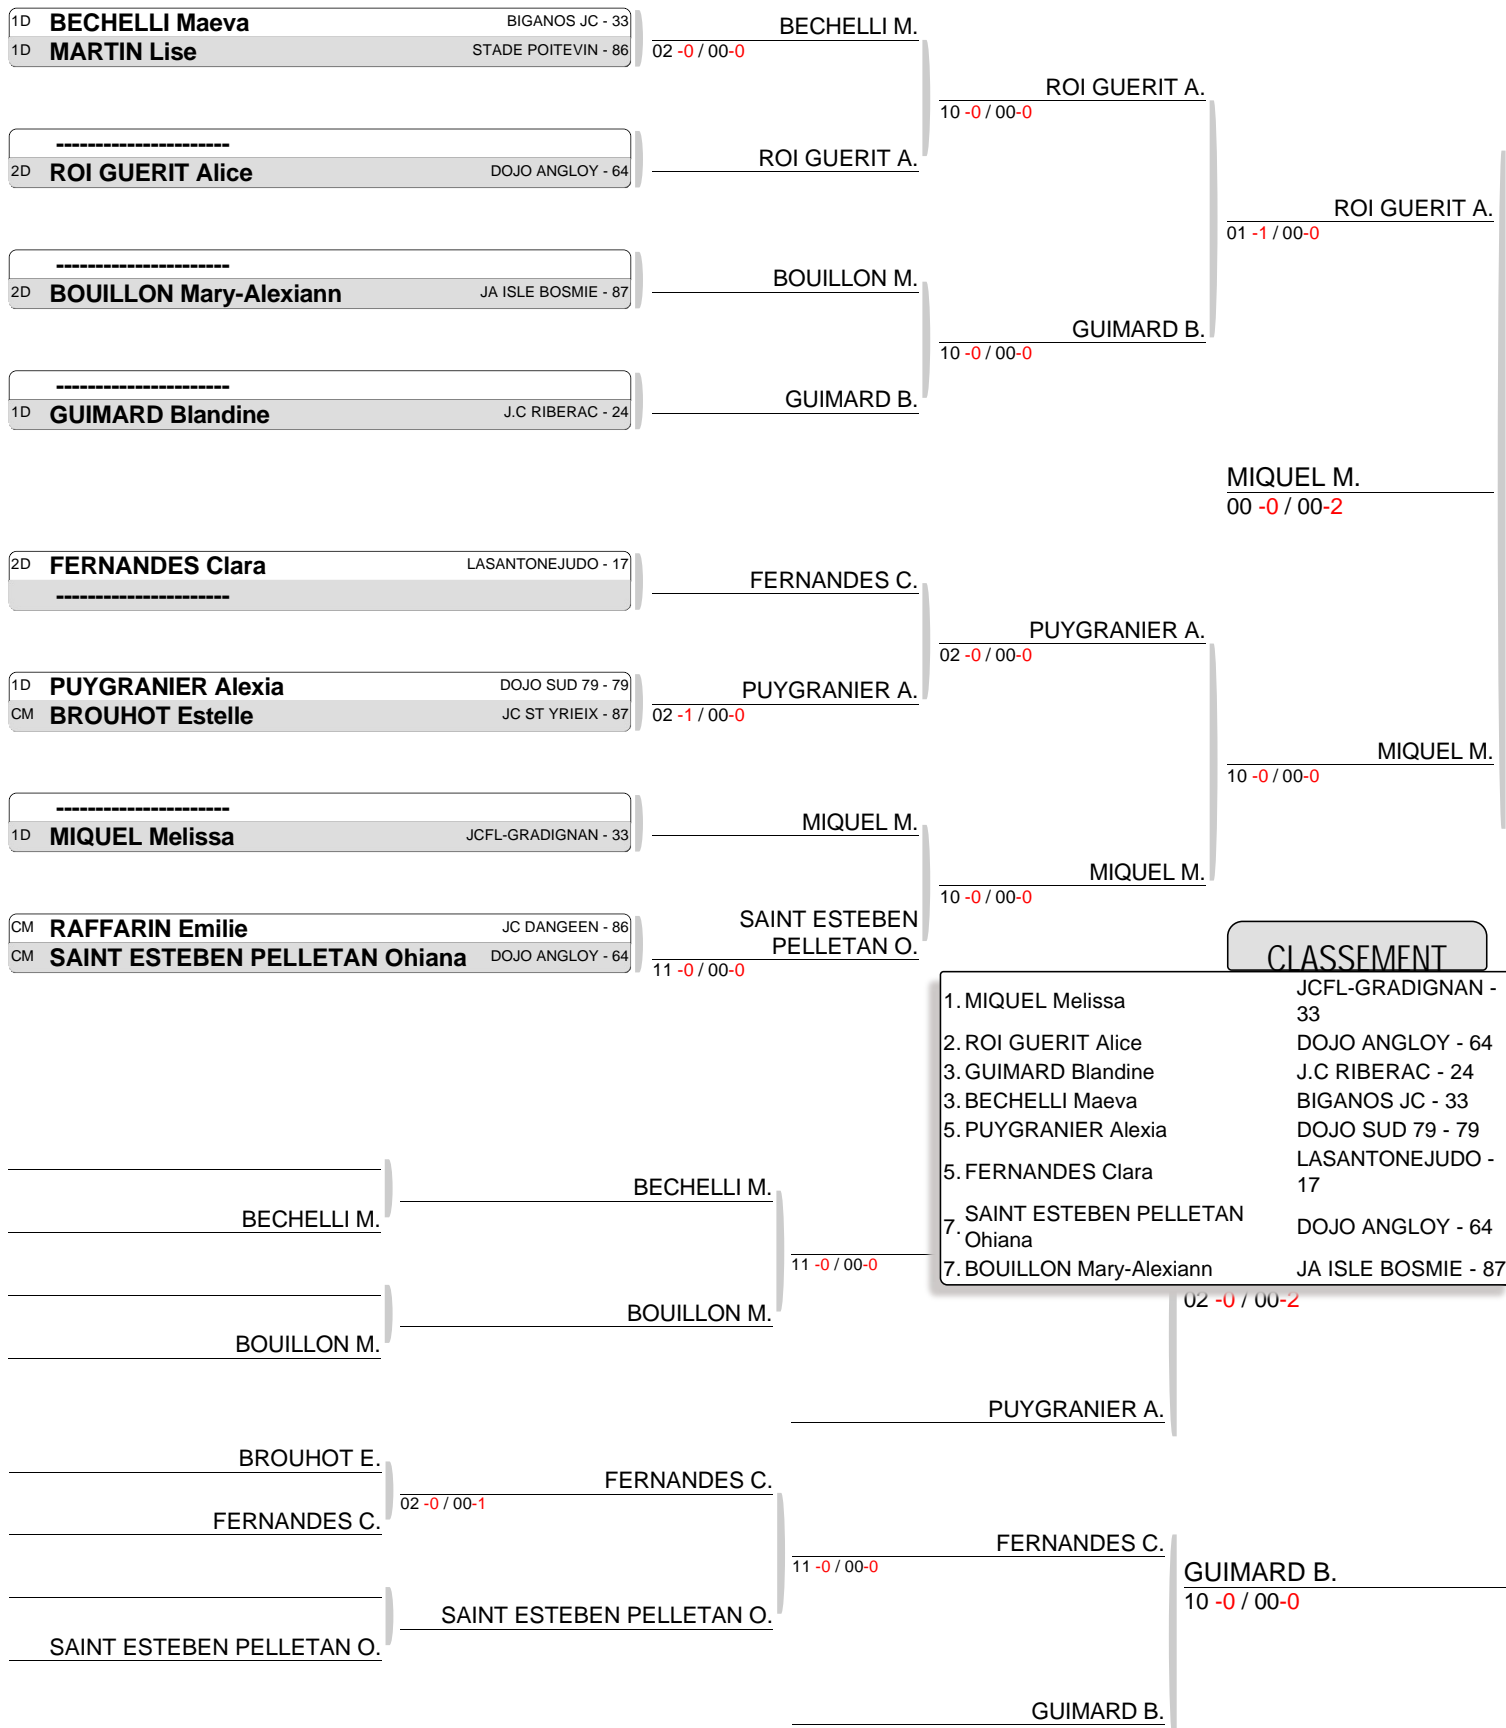 1D BECHELLI Maeva BIGANOS JC - 33
1D MARTIN Lise STADE POITEVIN - 86
----------------------
2D ROI GUERIT Alice DOJO ANGLOY - 64
----------------------
2D BOUILLON Mary-Alexiann JA ISLE BOSMIE - 87
----------------------
1D GUIMARD Blandine J.C RIBERAC - 24
2D FERNANDES Clara LASANTONEJUDO - 17
----------------------
1D PUYGRANIER Alexia DOJO SUD 79 - 79
CM BROUHOT Estelle JC ST YRIEIX - 87
----------------------
1D MIQUEL Melissa JCFL-GRADIGNAN - 33
CM RAFFARIN Emilie JC DANGEEN - 86
CM SAINT ESTEBEN PELLETAN Ohiana DOJO ANGLOY - 64
BECHELLI M.
02 -0 / 00-0
ROI GUERIT A.
BOUILLON M.
GUIMARD B.
FERNANDES C.
PUYGRANIER A.
02 -1 / 00-0
MIQUEL M.
SAINT ESTEBEN
PELLETAN O.
11 -0 / 00-0
ROI GUERIT A.
10 -0 / 00-0
GUIMARD B.
10 -0 / 00-0
PUYGRANIER A.
02 -0 / 00-0
MIQUEL M.
10 -0 / 00-0
ROI GUERIT A.
01 -1 / 00-0
MIQUEL M.
00 -0 / 00-2
MIQUEL M.
10 -0 / 00-0
CLASSEMENT
1. MIQUEL Melissa JCFL-GRADIGNAN -
33
2. ROI GUERIT Alice DOJO ANGLOY - 64
3. GUIMARD Blandine J.C RIBERAC - 24
3. BECHELLI Maeva BIGANOS JC - 33
5. PUYGRANIER Alexia DOJO SUD 79 - 79
5. FERNANDES Clara LASANTONEJUDO -
17
7. SAINT ESTEBEN PELLETAN
Ohiana DOJO ANGLOY - 64
7. BOUILLON Mary-Alexiann JA ISLE BOSMIE - 87
BECHELLI M.
BOUILLON M.
BROUHOT E.
FERNANDES C.
SAINT ESTEBEN PELLETAN O.
BECHELLI M.
BOUILLON M.
FERNANDES C.
02 -0 / 00-1
SAINT ESTEBEN PELLETAN O.
11 -0 / 00-0
PUYGRANIER A.
FERNANDES C.
11 -0 / 00-0
GUIMARD B.
02 -0 / 00-2
GUIMARD B.
10 -0 / 00-0